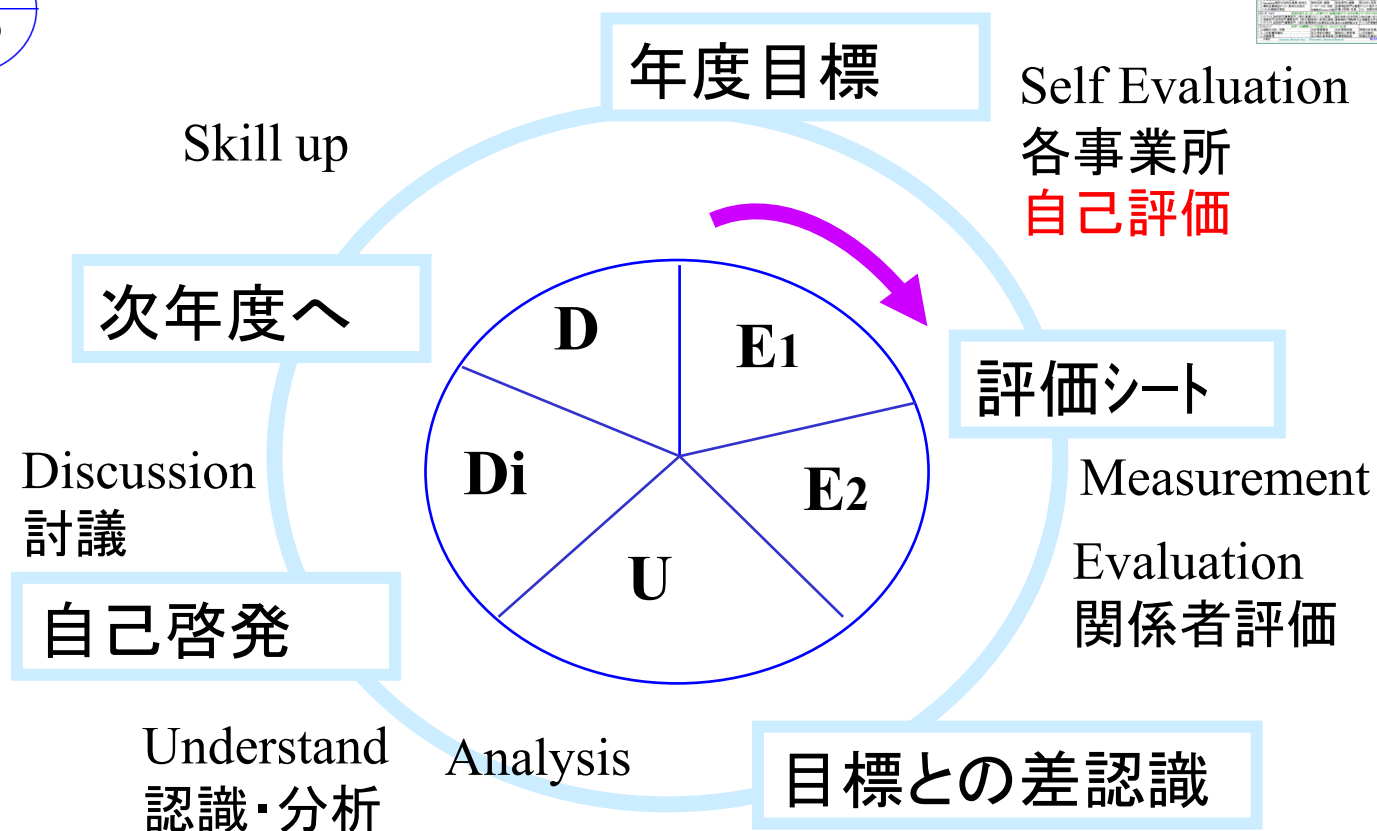 年度目標
Self Evaluation
各事業所
自己評価
Skill up
次年度へ
D
E1
評価シート
Di
E2
Discussion
討議
Measurement
U
Evaluation
関係者評価
自己啓発
Understand
認識・分析
Analysis
目標との差認識